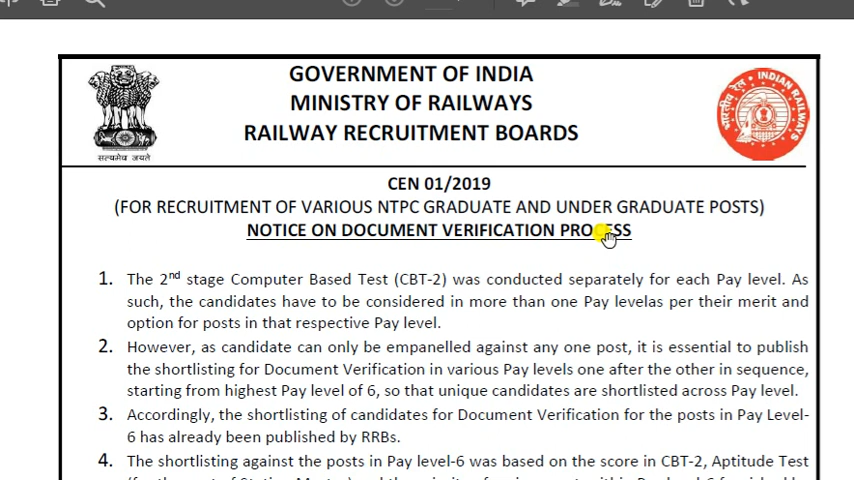 GOVERNMENT OF INDIA
MINISTRY OF RAILWAYS
RAILWAY RECRUITMENT BOARDS
सत्यमेव जयते
भारतीय रेल INDIAN RAILWAYS
CEN 01/2019
(FOR RECRUITMENT OF VARIOUS NTPC GRADUATE AND UNDER GRADUATE POSTS)
NOTICE ON DOCUMENT VERIFICATION PROCESS
1. The 2nd stage Computer Based Test (CBT-2) was conducted separately for each Pay level. As
such, the candidates have to be considered in more than one Pay levelas per their merit and
option for posts in that respective Pay level.
2. However, as candidate can only be empanelled against any one post, it is essential to publish
the shortlisting for Document Verification in various Pay levels one after the other in sequence,
starting from highest Pay level of 6, so that unique candidates are shortlisted across Pay level.
3. Accordingly, the shortlisting of candidates for Document Verification for the posts in Pay Level-
6 has already been published by RRBs.
4. The shortlisting against the posts in Pay level-6 was based on the score in CBT-2, Aptitude Test